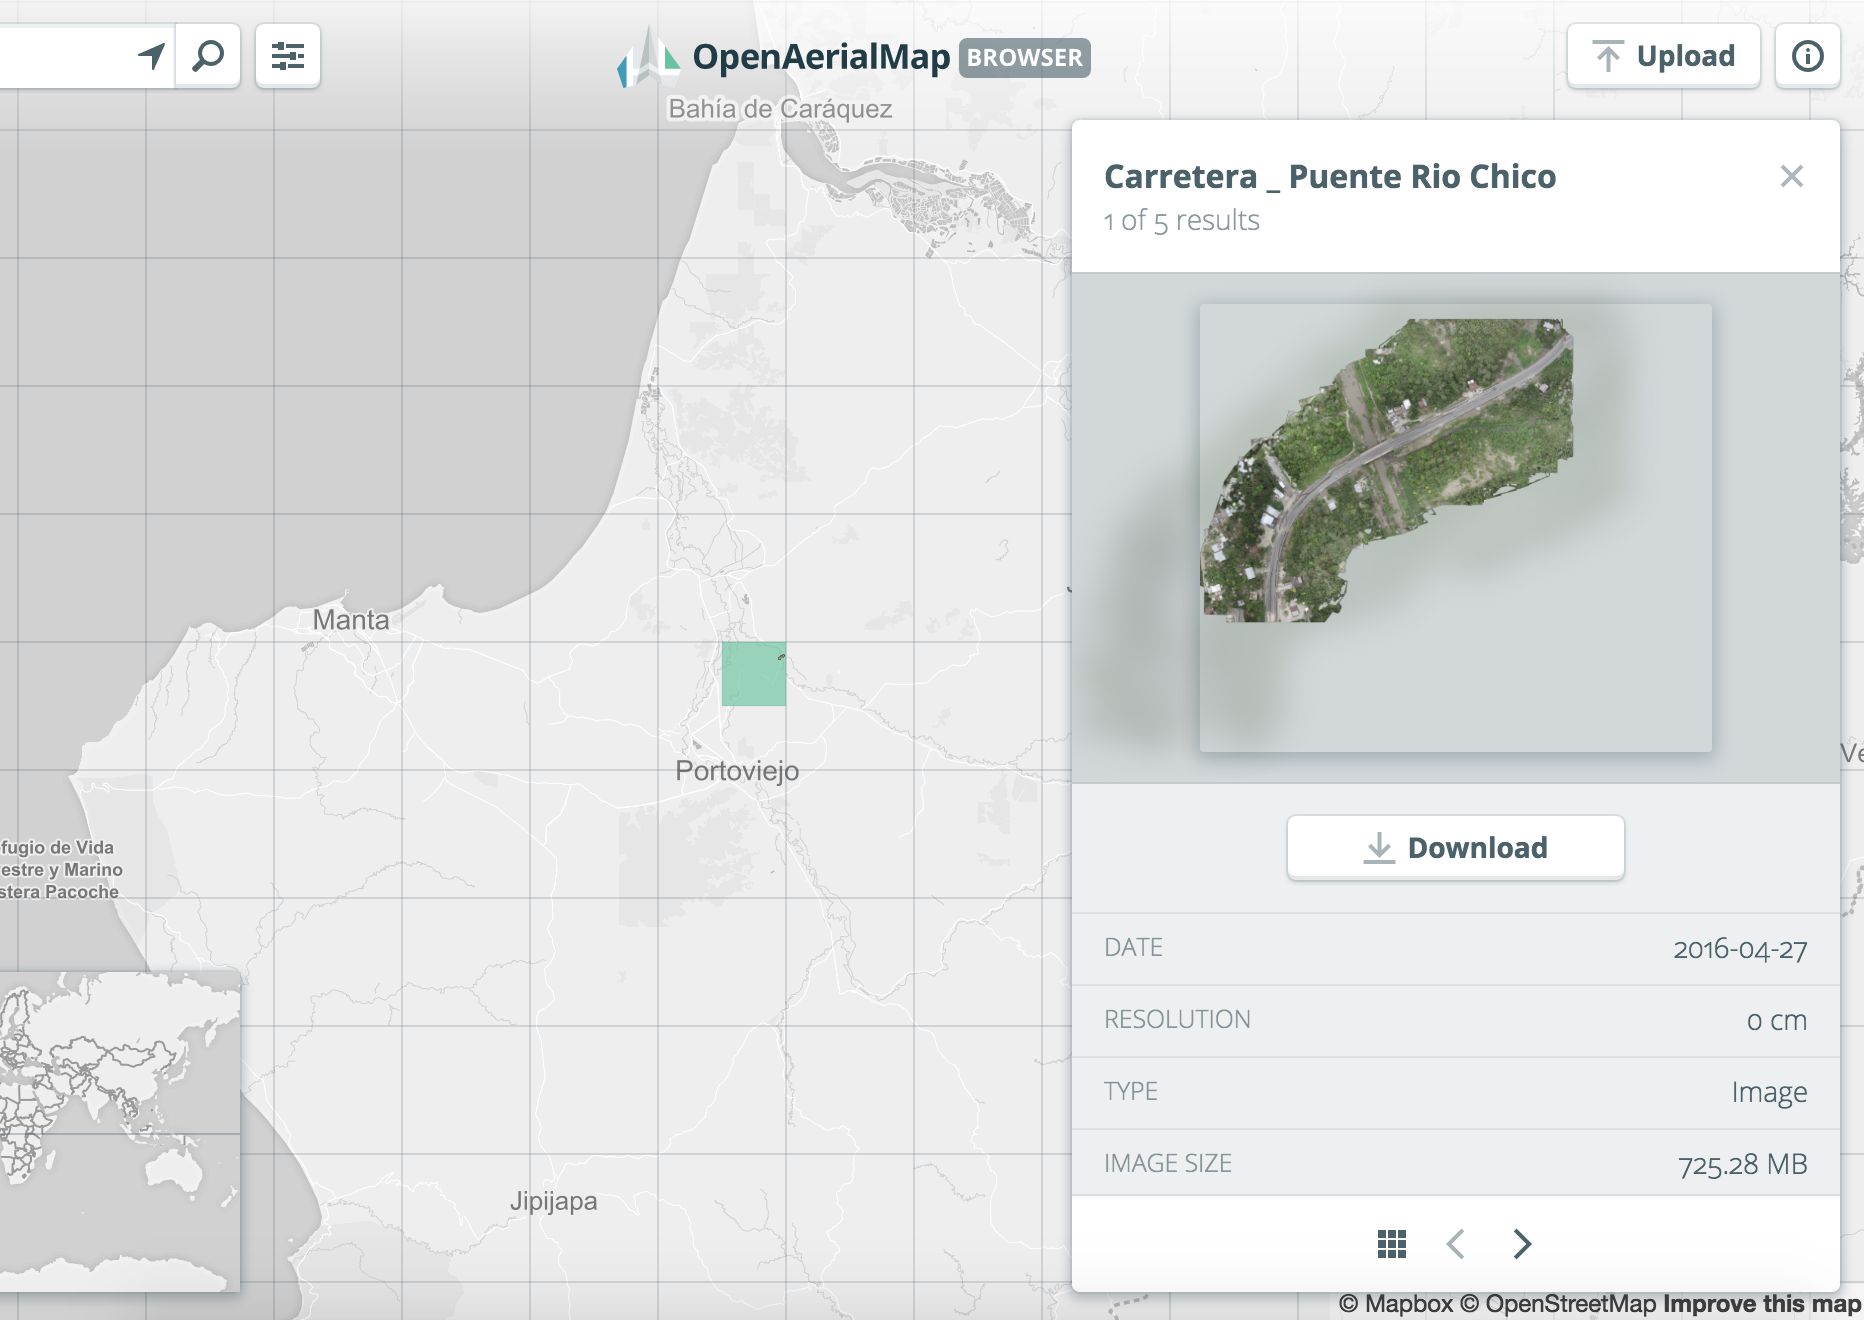 OpenAerialMap BROWSER
Upload
Bahía de Caráquez
Manta
Portoviejo
fugio de Vida
estre y Marino
stera Pacoche
Jipijapa
Ve
Carretera _ Puente Rio Chico
1 of 5 results
Download
DATE 2016-04-27
RESOLUTION 0 cm
TYPE Image
IMAGE SIZE 725.28 MB
© Mapbox © OpenStreetMap Improve this map